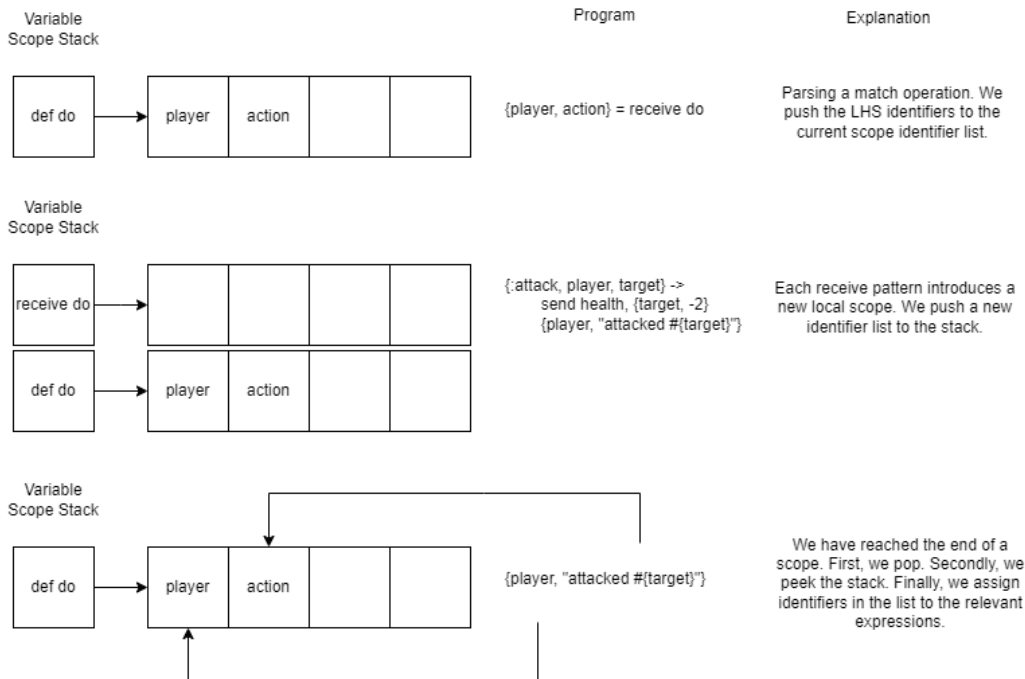 Variable
Scope Stack
Program
Explanation
def do
player
action
{player, action} = receive do
Parsing a match operation. We
push the LHS identifiers to the
current scope identifier list.
Variable
Scope Stack
receive do
{:attack, player, target} ->
send health, {target, -2}
{player, "attacked #{target}"}
Each receive pattern introduces a
new local scope. We push a new
identifier list to the stack.
def do
player
action
Variable
Scope Stack
def do
player
action
{player, "attacked #{target}"}
We have reached the end of a
scope. First, we pop. Secondly, we
peek the stack. Finally, we assign
identifiers in the list to the relevant
expressions.